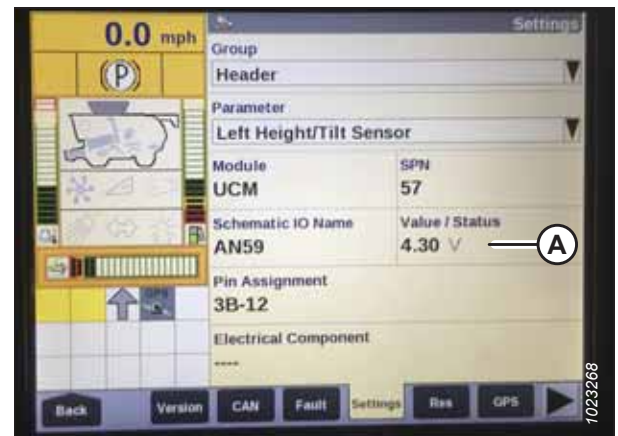 0.0 mph
Settings
(P)
Group
Header
Parameter
Left Height/Tilt Sensor
Module
SPN
UCM
57
Schematic IO Name
Value / Status
AN59
4.30 V
A
Pin Assignment
3B-12
Electrical Component
----
Back
Version
CAN
Fault
Settings
Res
GPS
1023268